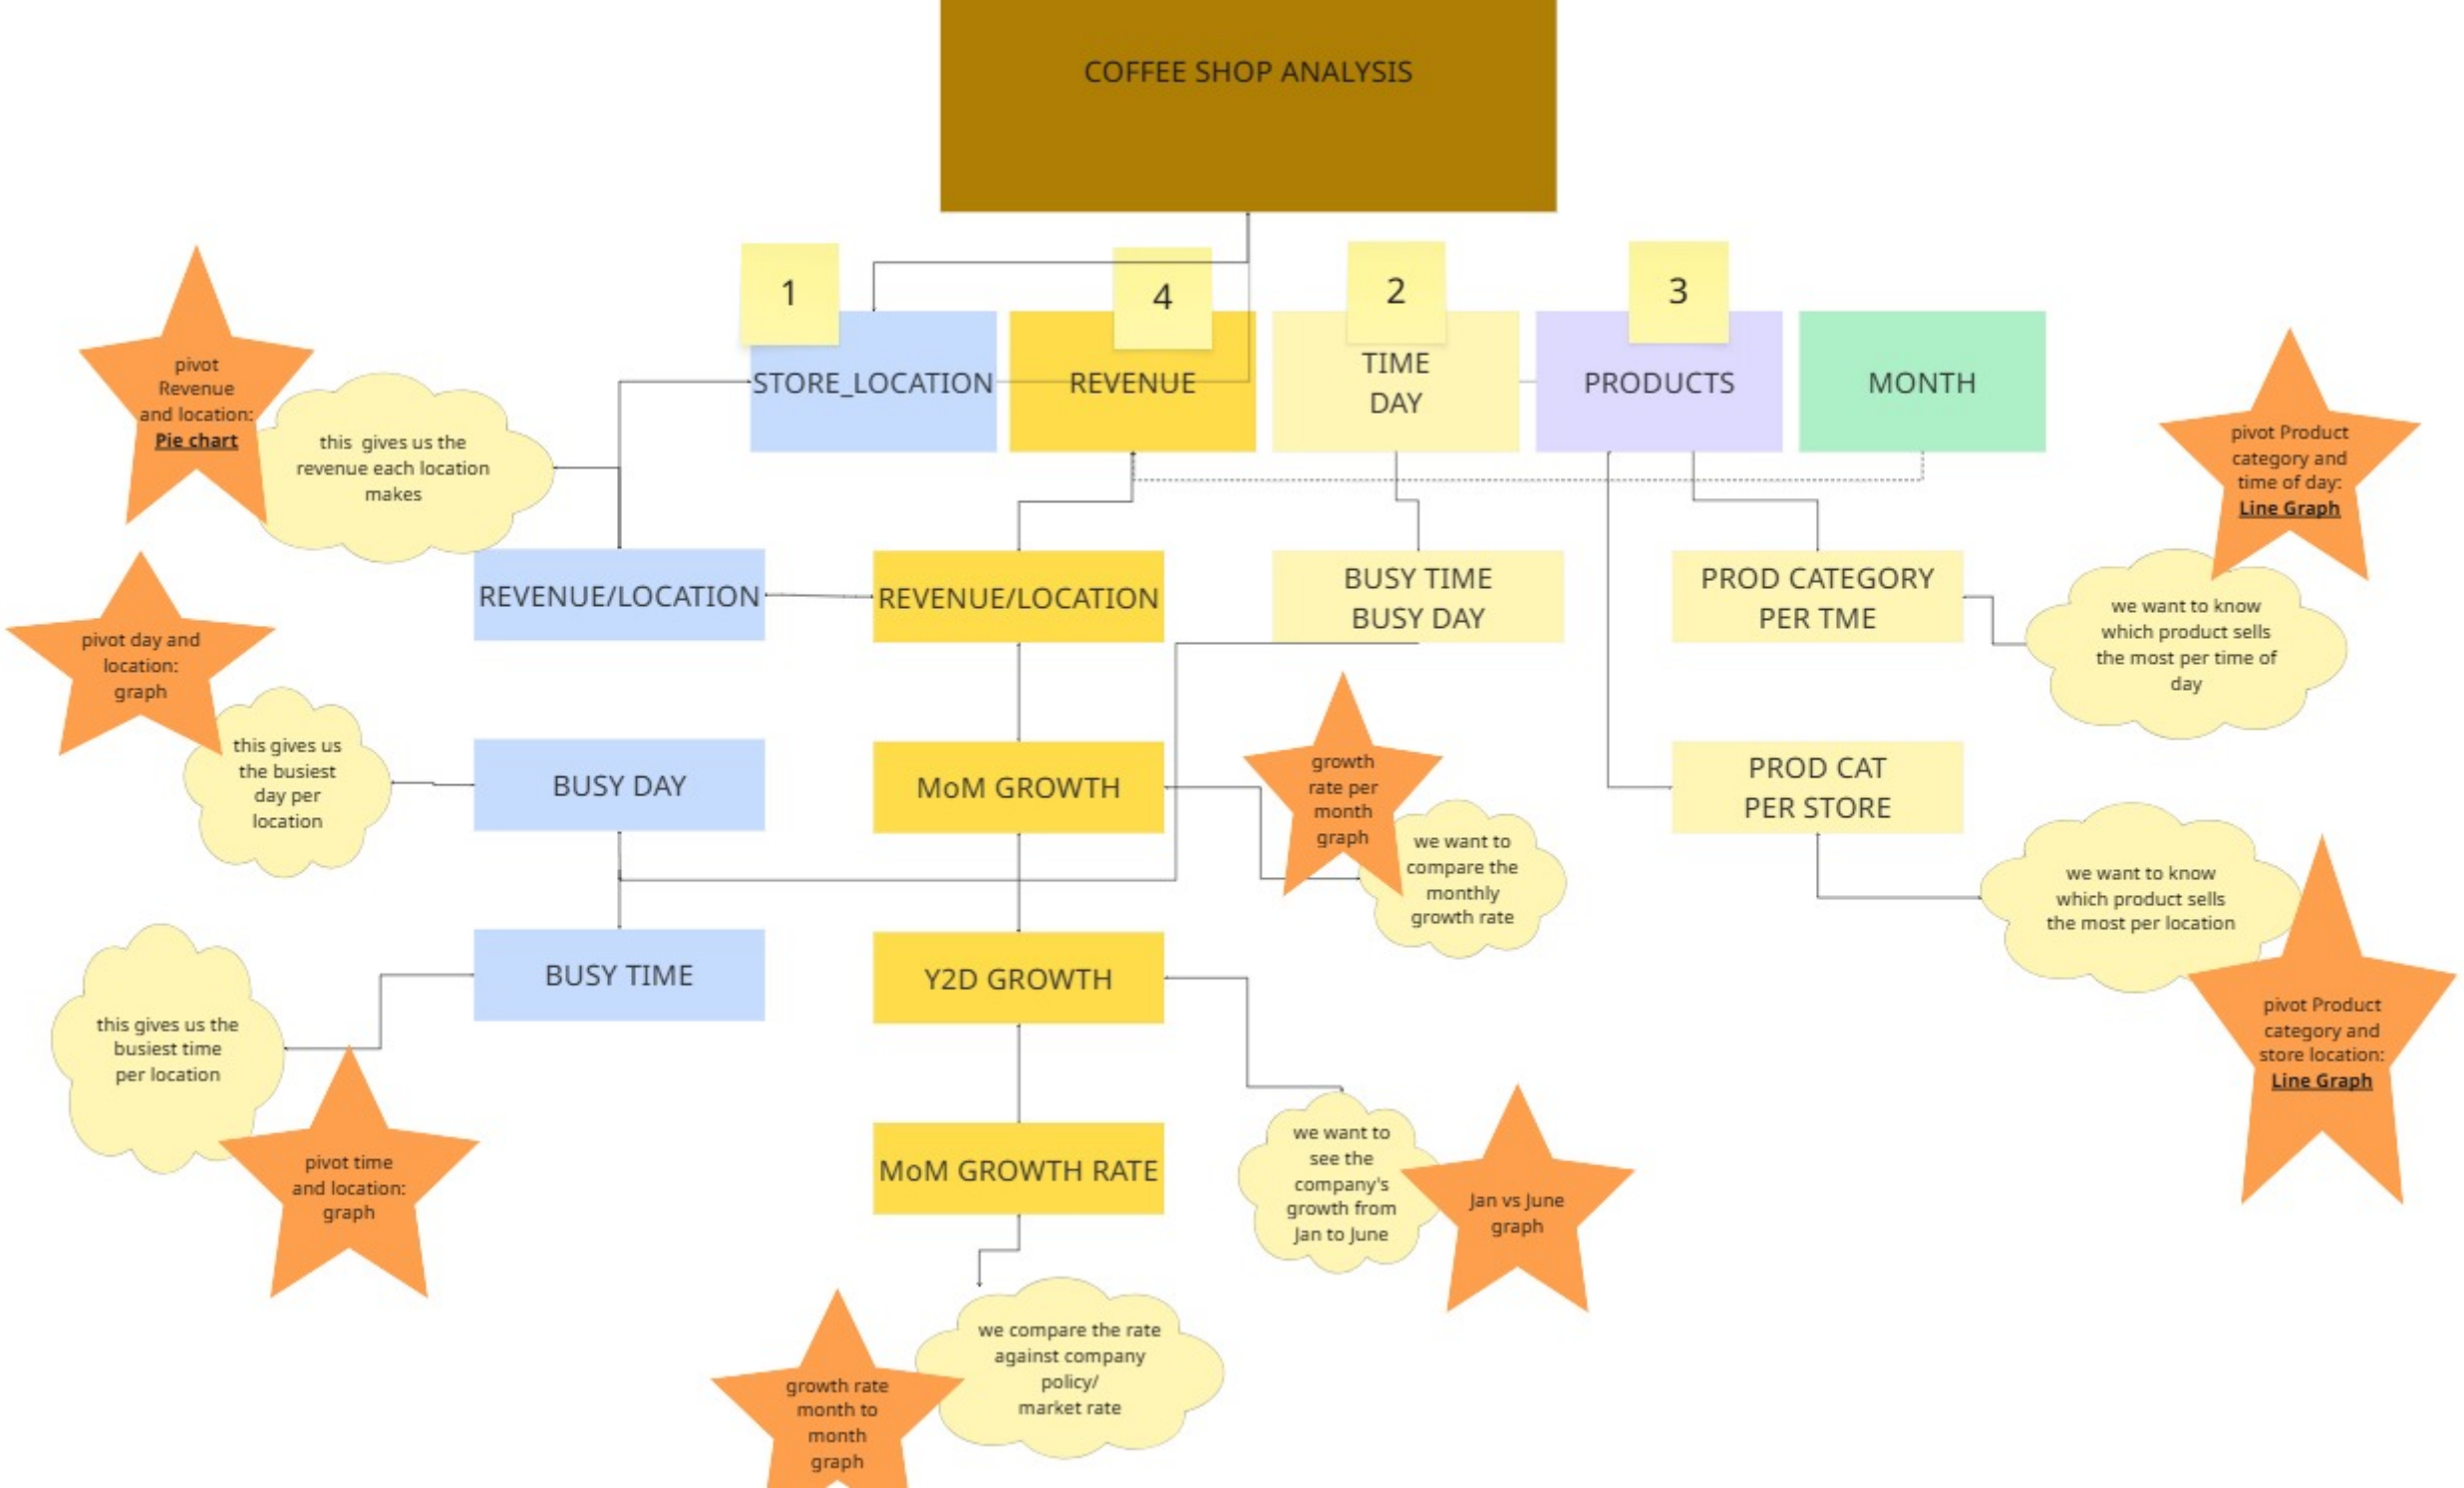 COFFEE SHOP ANALYSIS
1
4
2
3
STORE_LOCATION
REVENUE
TIME
DAY
PRODUCTS
MONTH
pivot
Revenue
and location:
Pie chart
this gives us the
revenue each location
makes
pivot Product
category and
time of day:
Line Graph
REVENUE/LOCATION
REVENUE/LOCATION
BUSY TIME
BUSY DAY
PROD CATEGORY
PER TME
we want to know
which product sells
the most per time of
day
pivot day and
location:
graph
this gives us
the busiest
day per
location
BUSY DAY
MoM GROWTH
growth
rate per
month
graph
we want to
compare the
monthly
growth rate
PROD CAT
PER STORE
we want to know
which product sells
the most per location
pivot Product
category and
store location:
Line Graph
BUSY TIME
Y2D GROWTH
this gives us the
busiest time
per location
pivot time
and location:
graph
MoM GROWTH RATE
we want to
see the
company's
growth from
Jan to June
Jan vs June
graph
growth rate
month to
month
graph
we compare the rate
against company
policy/
market rate